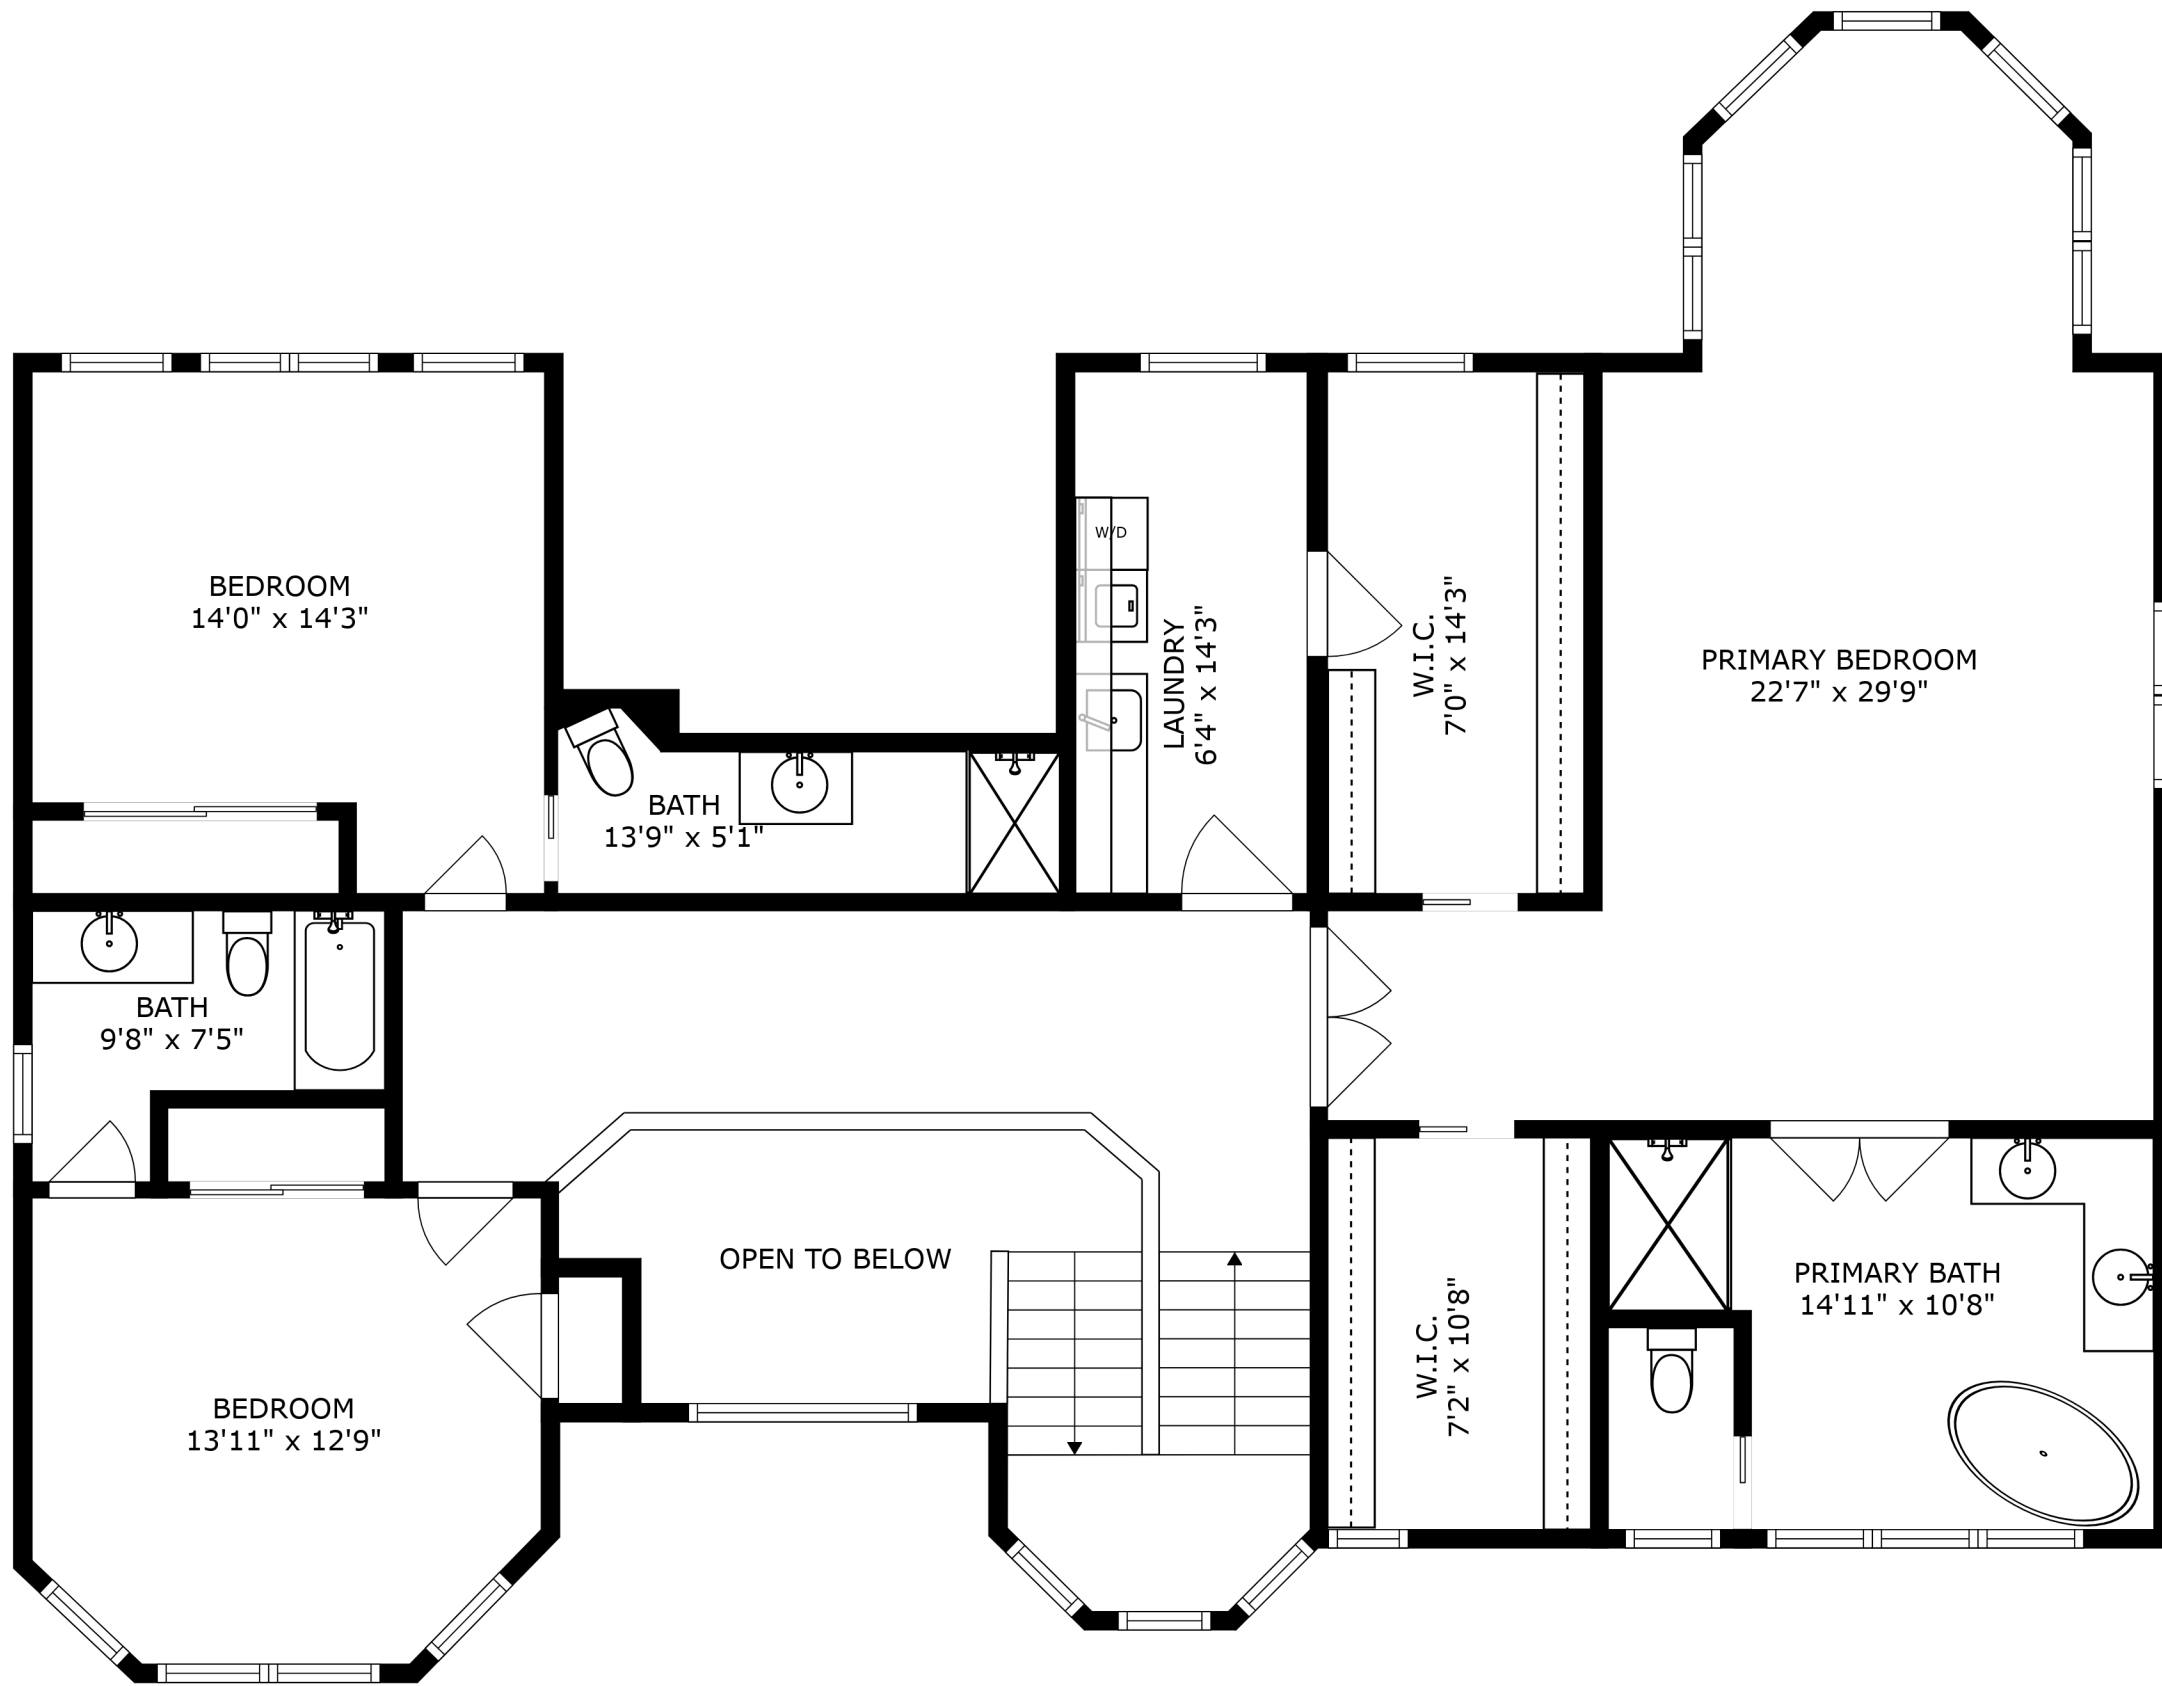 BEDROOM
14'0" x 14'3"
W/D
LAUNDRY
6'4" x 14'3"
W.I.C.
7'0" x 14'3"
PRIMARY BEDROOM
22'7" x 29'9"
BATH
13'9" x 5'1"
BATH
9'8" x 7'5"
OPEN TO BELOW
PRIMARY BATH
14'11" x 10'8"
W.I.C.
7'2" x 10'8"
BEDROOM
13'11" x 12'9"